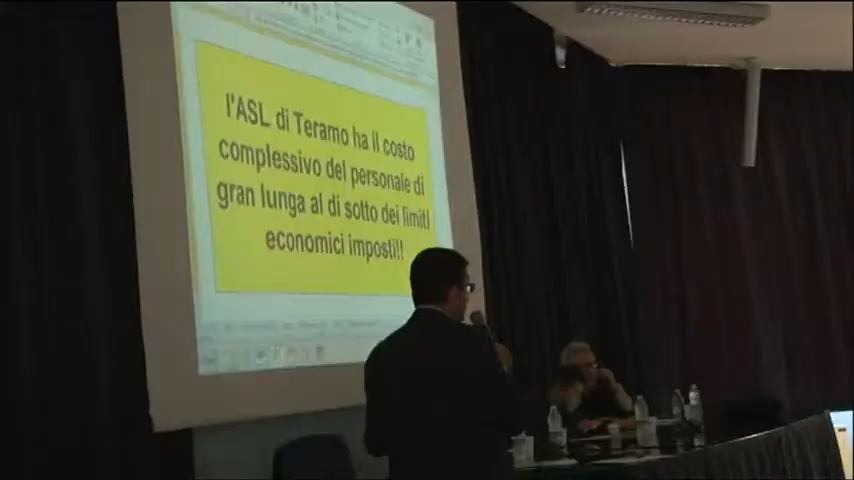 l'ASL di Teramo ha il costo
complessivo del personale di
gran lunga al di sotto dei limiti
economici imposti!!